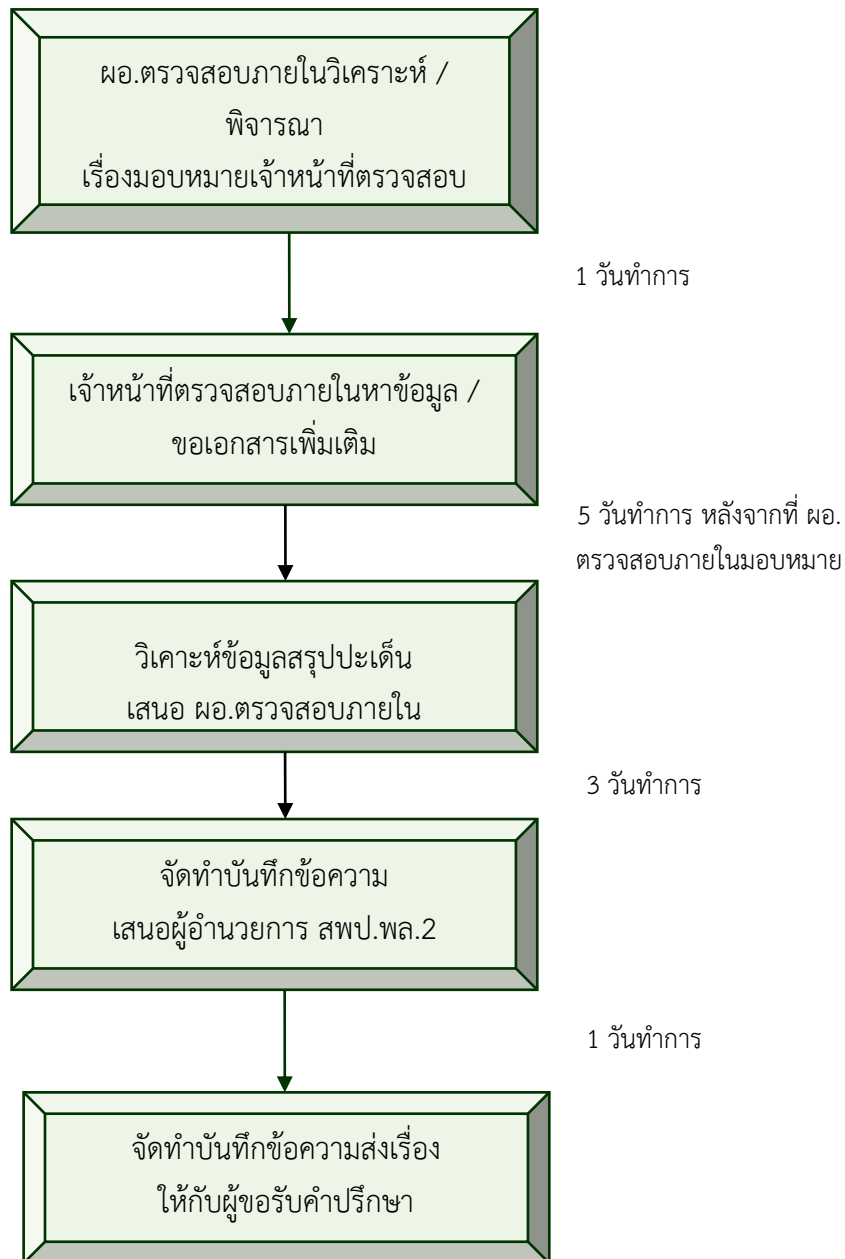 ผอ.ตรวจสอบภายในวิเคราะห์ /
พิจารณา
เรื่องมอบหมายเจ้าหน้าที่ตรวจสอบ
1 วันทำการ
เจ้าหน้าที่ตรวจสอบภายในหาข้อมูล /
ขอเอกสารเพิ่มเติม
5 วันทำการ หลังจากที่ ผอ.
ตรวจสอบภายในมอบหมาย
วิเคาะห์ข้อมูลสรุปปะเด็น
เสนอ ผอ.ตรวจสอบภายใน
3 วันทำการ
จัดทำบันทึกข้อความ
เสนอผู้อำนวยการ สพป.พล.2
1 วันทำการ
จัดทำบันทึกข้อความส่งเรื่อง
ให้กับผู้ขอรับคำปรึกษา